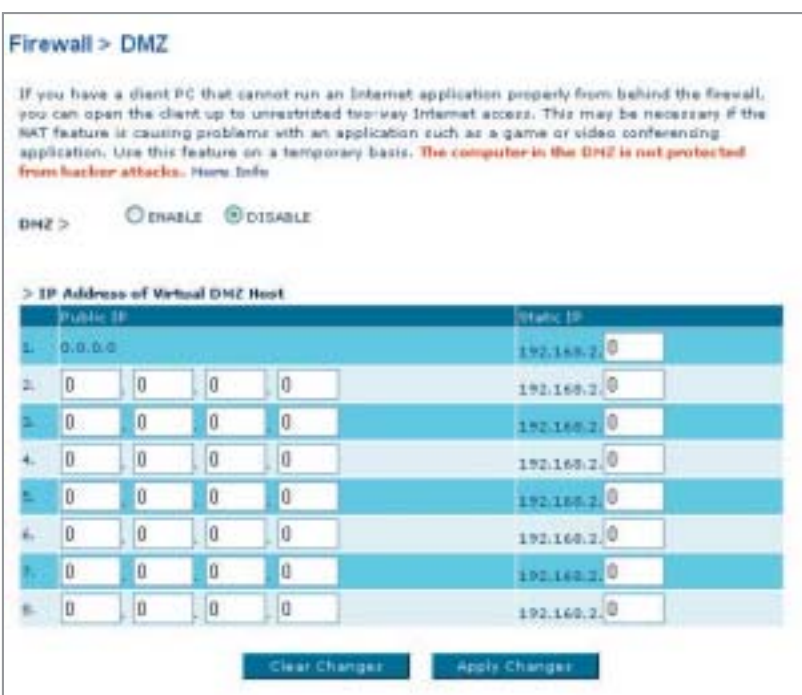 Firewall > DMZ
If you have a client PC that cannot run an Internet application properly from behind the firewall,
you can open the client up to unrestricted two-way Internet access. This may be necessary if the
NAT feature is causing problems with an application such as a game or video conferencing
application. Use this feature on a temporary basis. The computer in the DMZ is not protected
from hacker attacks. More Info
DMZ > ENABLE DISABLE
> IP Address of Virtual DMZ Host
Public IP Static IP
1. 0.0.0.0 192.168.2. 0
2. 0 . 0 . 0 . 0 192.168.2. 0
3. 0 . 0 . 0 . 0 192.168.2. 0
4. 0 . 0 . 0 . 0 192.168.2. 0
5. 0 . 0 . 0 . 0 192.168.2. 0
6. 0 . 0 . 0 . 0 192.168.2. 0
7. 0 . 0 . 0 . 0 192.168.2. 0
8. 0 . 0 . 0 . 0 192.168.2. 0
Clear Changes Apply Changes